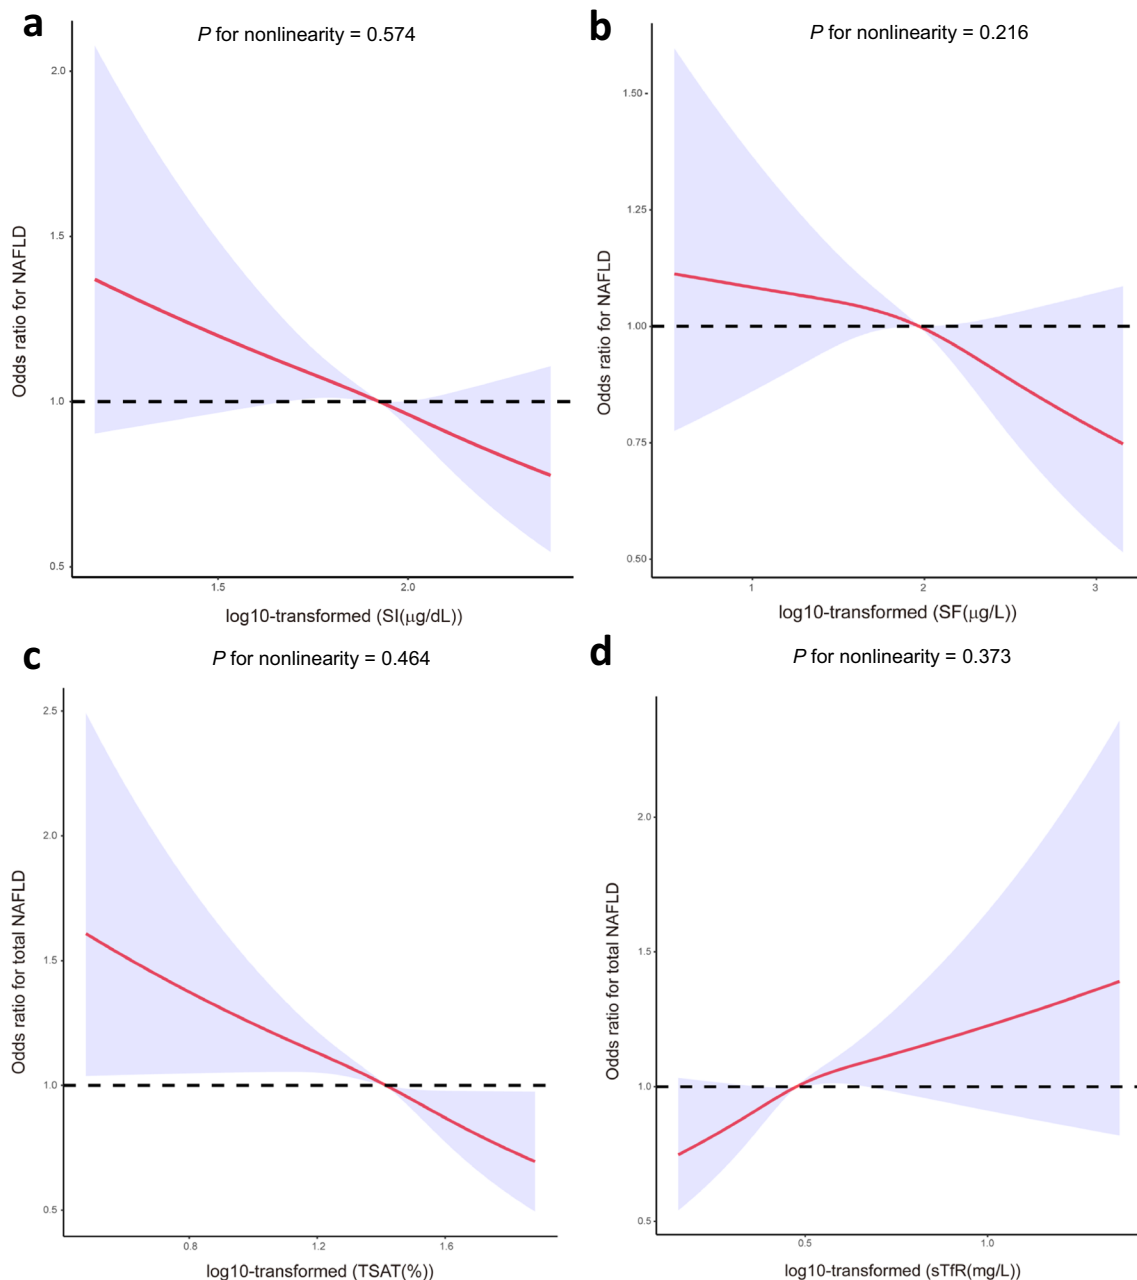 a
P for nonlinearity = 0.574
2.0
1.5
1.0
0.5
Odds ratio for NAFLD
1.5
2.0
log10-transformed (SI(μg/dL))
b
P for nonlinearity = 0.216
1.50
1.25
1.00
0.75
0.50
Odds ratio for NAFLD
1
2
3
log10-transformed (SF(μg/L))
c
P for nonlinearity = 0.464
2.5
2.0
1.5
1.0
0.5
Odds ratio for total NAFLD
0.8
1.2
1.6
log10-transformed (TSAT(%))
d
P for nonlinearity = 0.373
2.0
1.5
1.0
0.5
Odds ratio for total NAFLD
0.5
1.0
log10-transformed (sTfR(mg/L))